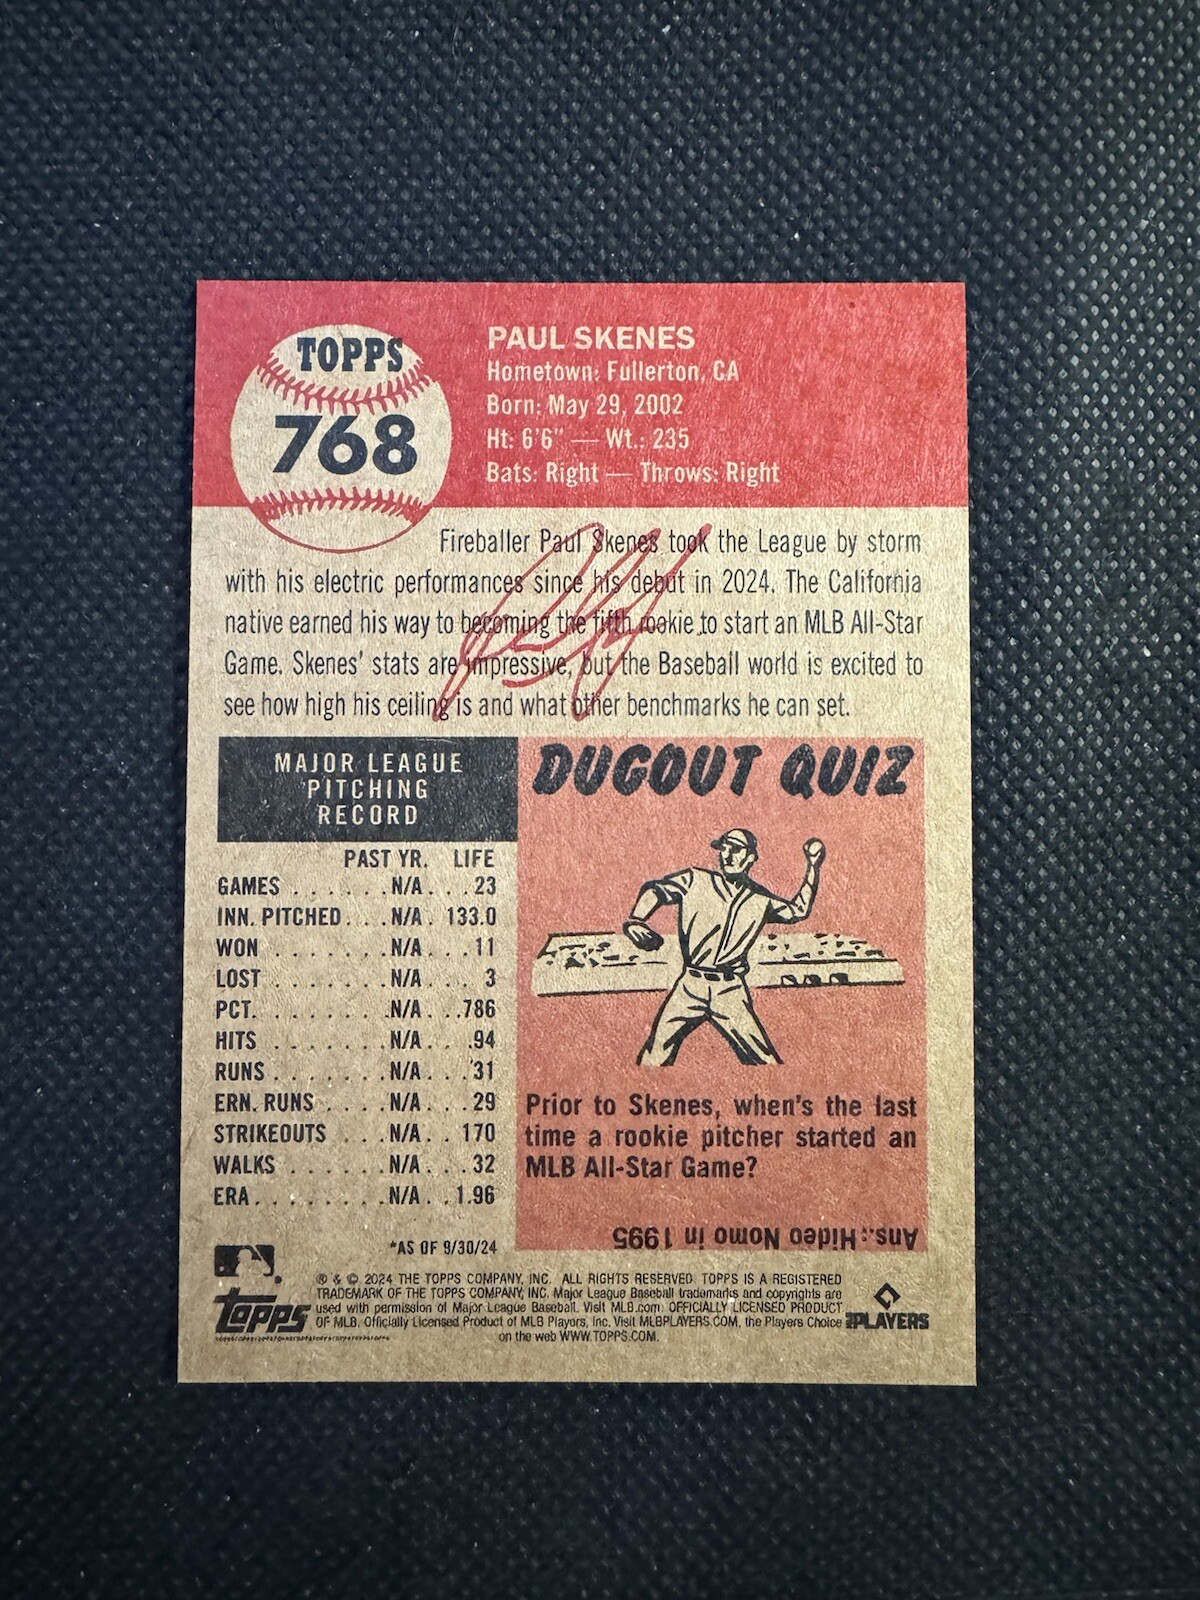 TOPPS
768
PAUL SKENES
Hometown: Fullerton, CA
Born: May 29, 2002
Ht: 6'6" — Wt.: 235
Bats: Right — Throws: Right
Fireballer Paul Skenes took the League by storm
with his electric performances since his debut in 2024. The California
native earned his way to becoming the fifth rookie to start an MLB All-Star
Game. Skenes' stats are impressive, but the Baseball world is excited to
see how high his ceiling is and what other benchmarks he can set.
MAJOR LEAGUE
PITCHING
RECORD
PAST YR. LIFE
GAMES . . . . . . N/A . . . 23
INN. PITCHED . . . N/A . 133.0
WON . . . . . . . N/A . . . 11
LOST . . . . . . . N/A . . . 3
PCT. . . . . . . . N/A . . .786
HITS . . . . . . . N/A . . . 94
RUNS . . . . . . . N/A . . . 31
ERN. RUNS . . . . N/A . . . 29
STRIKEOUTS . . . N/A . . 170
WALKS . . . . . . N/A . . . 32
ERA . . . . . . . . N/A . . 1.96
*AS OF 9/30/24
DUGOUT QUIZ
Prior to Skenes, when's the last
time a rookie pitcher started an
MLB All-Star Game?
Ans.: Hideo Nomo in 1995
Topps
® & © 2024 THE TOPPS COMPANY, INC. ALL RIGHTS RESERVED. TOPPS IS A REGISTERED
TRADEMARK OF THE TOPPS COMPANY, INC. Major League Baseball trademarks and copyrights are
used with permission of Major League Baseball. Visit MLB.com. OFFICIALLY LICENSED PRODUCT
OF MLB. Officially Licensed Product of MLB Players, Inc. Visit MLBPLAYERS.COM, the Players Choice
on the web WWW.TOPPS.COM.
PLAYERS